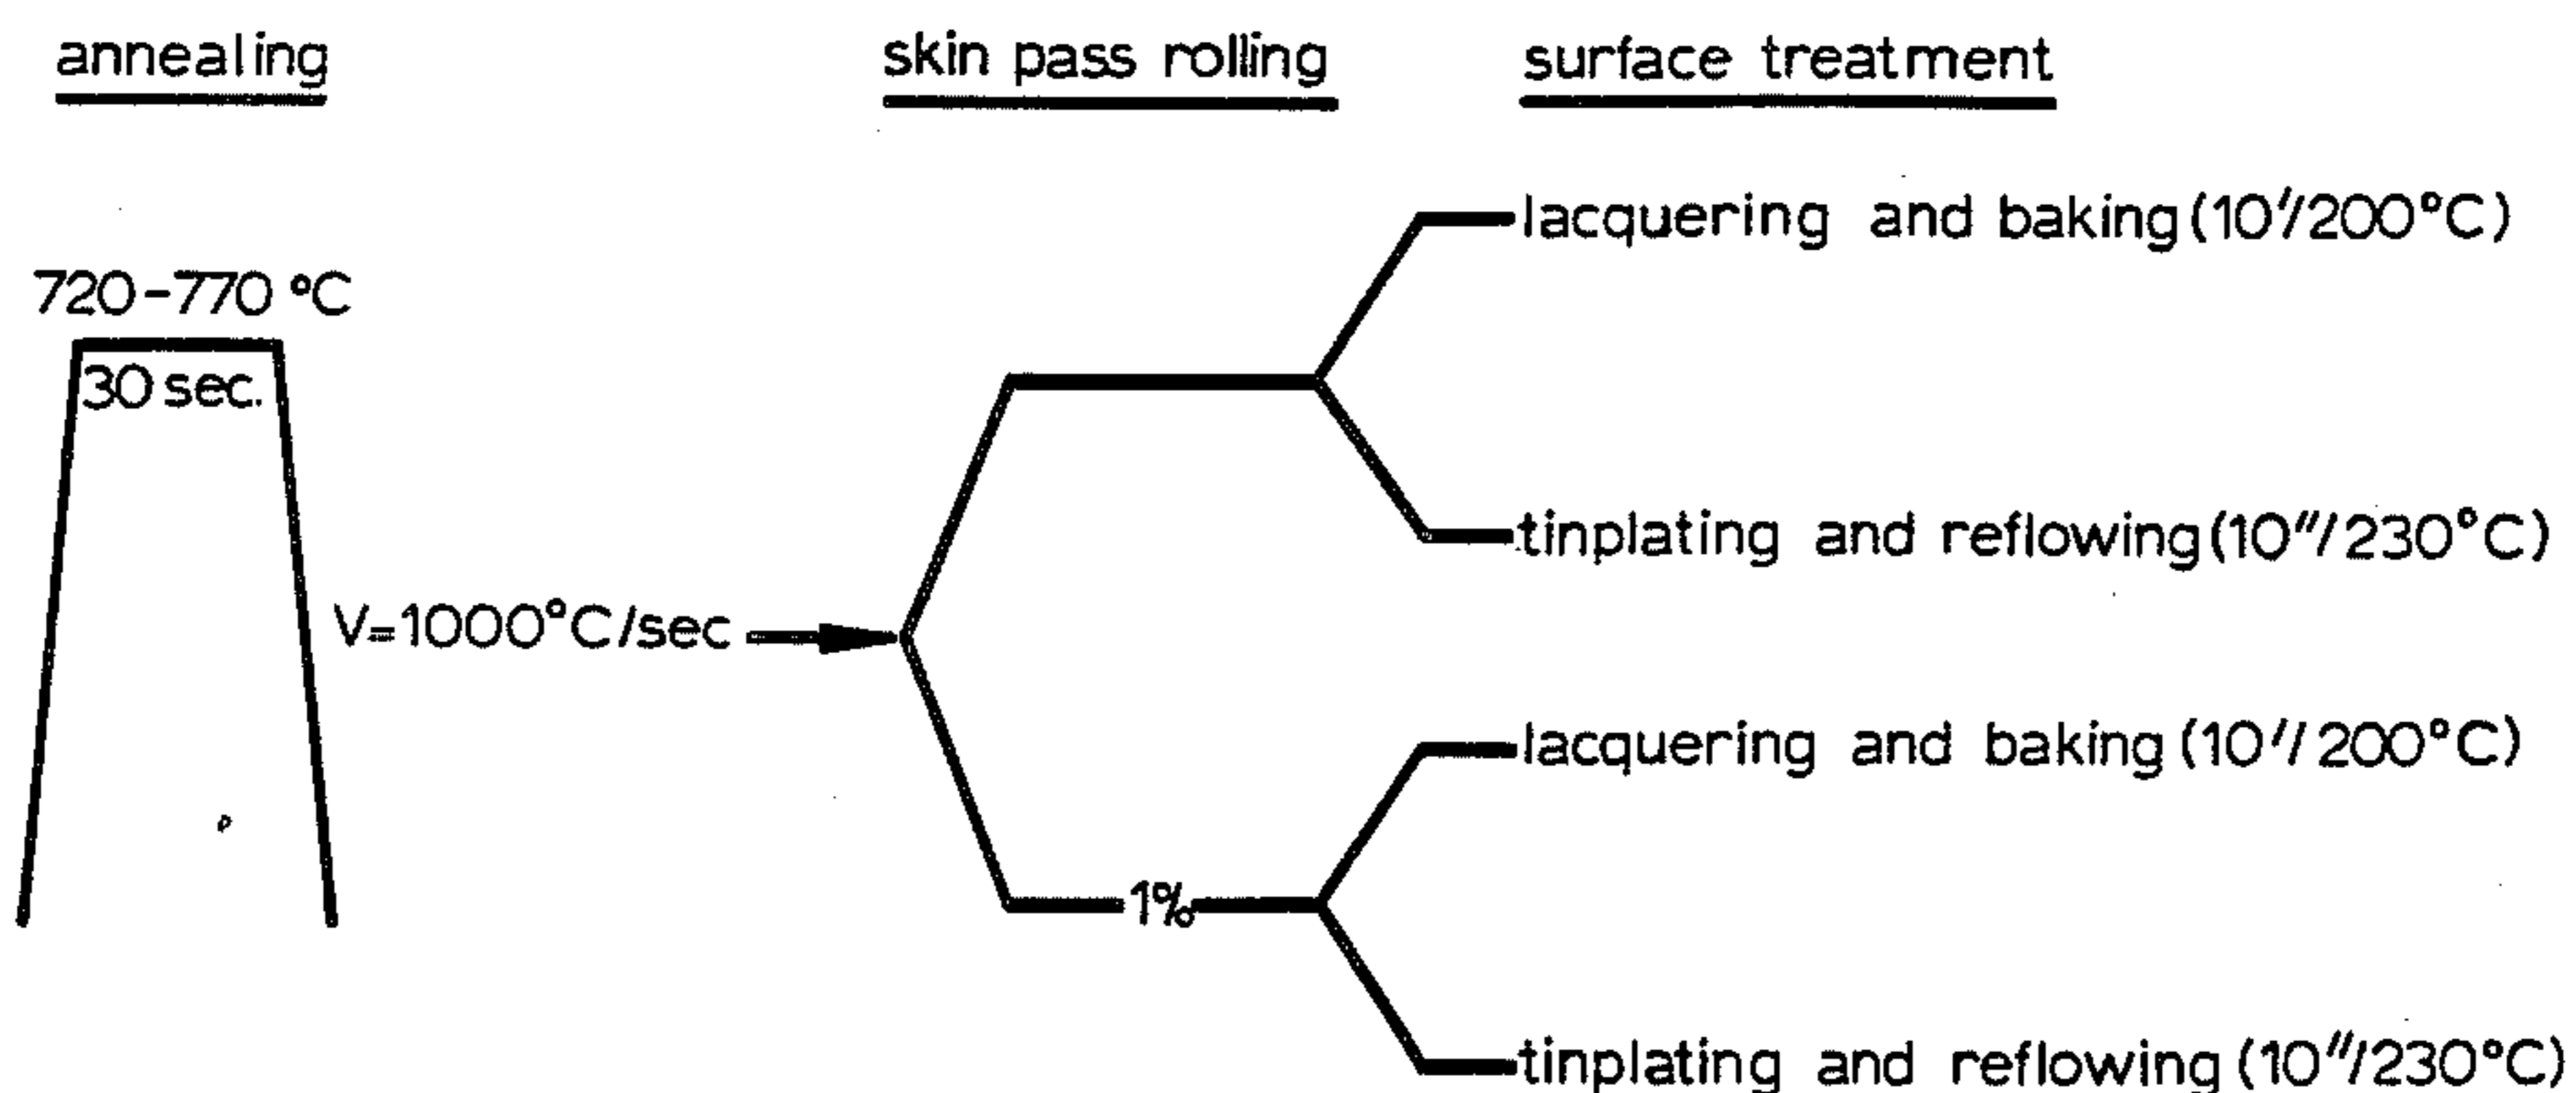 annealing
skin pass rolling
surface treatment
720-770 °C
30 sec.
V=1000°C/sec
1%
lacquering and baking (10'/200°C)
tinplating and reflowing (10"/230°C)
lacquering and baking (10'/200°C)
tinplating and reflowing (10"/230°C)